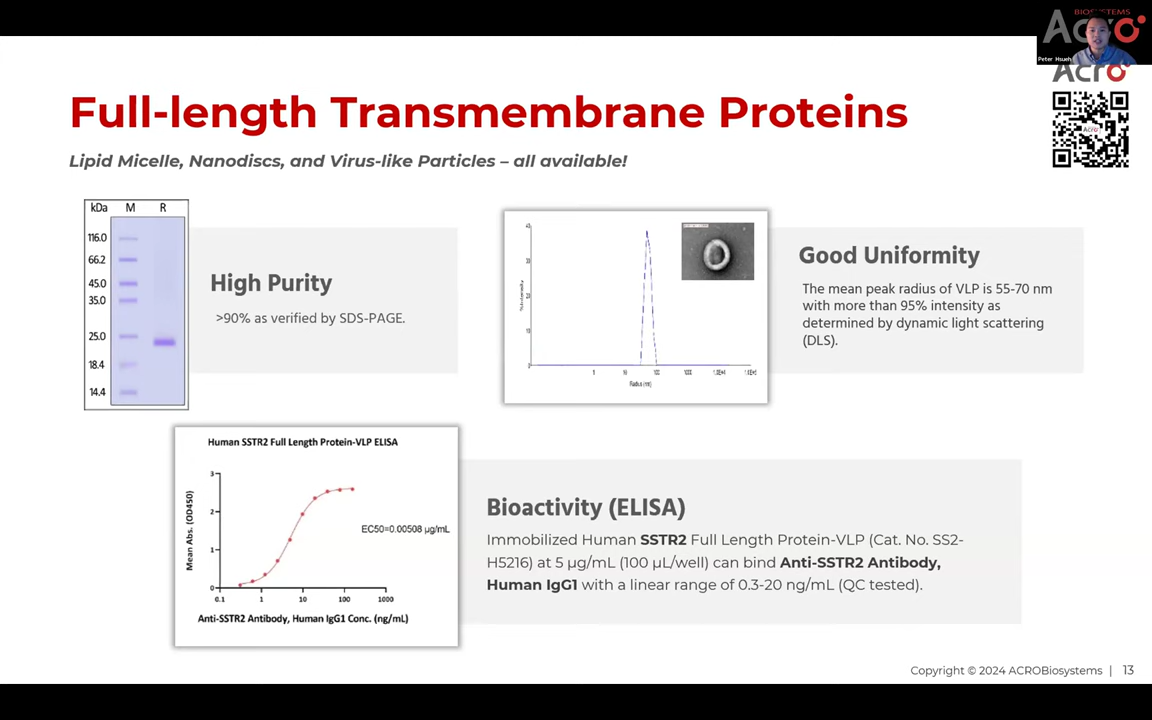 BIOSYSTEMS
Acro
Peter Hsueh
Acro
Full-length Transmembrane Proteins
Lipid Micelle, Nanodiscs, and Virus-like Particles – all available!
kDa M R
116.0
66.2
45.0
35.0
25.0
18.4
14.4
High Purity
>90% as verified by SDS-PAGE.
Radius (nm)
Good Uniformity
The mean peak radius of VLP is 55-70 nm
with more than 95% intensity as
determined by dynamic light scattering
(DLS).
Human SSTR2 Full Length Protein-VLP ELISA
Mean Abs. (OD450)
3
2
1
0
0.1 1 10 100 1000
EC50=0.00508 μg/mL
Anti-SSTR2 Antibody, Human IgG1 Conc. (ng/mL)
Bioactivity (ELISA)
Immobilized Human SSTR2 Full Length Protein-VLP (Cat. No. SS2-
H5216) at 5 μg/mL (100 μL/well) can bind Anti-SSTR2 Antibody,
Human IgG1 with a linear range of 0.3-20 ng/mL (QC tested).
Copyright © 2024 ACROBiosystems | 13